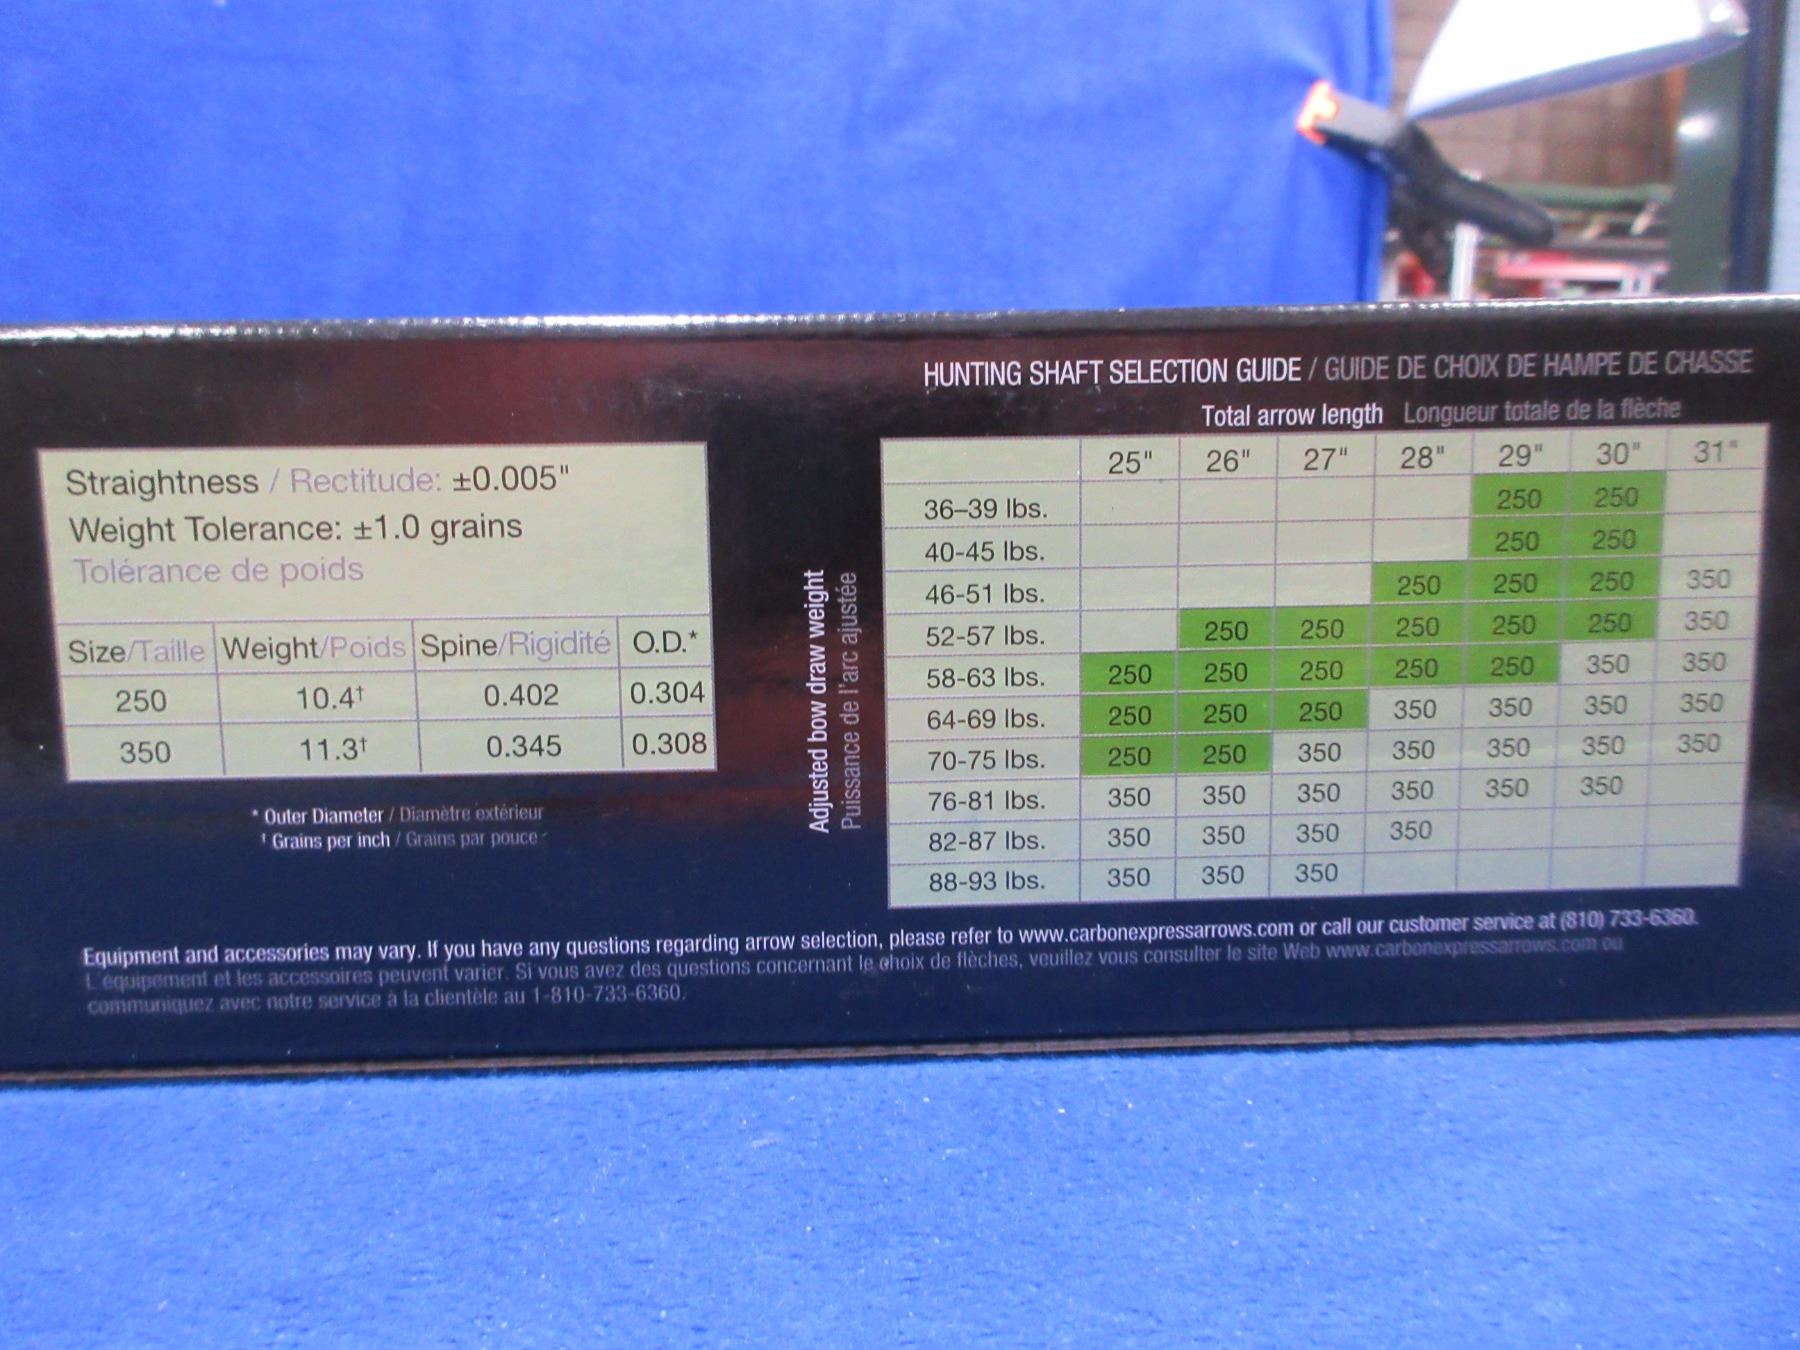 HUNTING SHAFT SELECTION GUIDE / GUIDE DE CHOIX DE HAMPE DE CHASSE
Total arrow length Longueur totale de la flèche
Straightness / Rectitude: ±0.005"
Weight Tolerance: ±1.0 grains
Tolérance de poids
Size/Taille Weight/Poids Spine/Rigidité O.D.*
250 10.4† 0.402 0.304
350 11.3† 0.345 0.308
* Outer Diameter / Diamètre extérieur
† Grains per inch / Grains par pouce
Adjusted bow draw weight
Puissance de l'arc ajustée
25" 26" 27" 28" 29" 30" 31"
36–39 lbs. 250 250
40-45 lbs. 250 250
46-51 lbs. 250 250 250 350
52-57 lbs. 250 250 250 250 250 350
58-63 lbs. 250 250 250 250 250 350 350
64-69 lbs. 250 250 250 350 350 350 350
70-75 lbs. 250 250 350 350 350 350 350
76-81 lbs. 350 350 350 350 350 350
82-87 lbs. 350 350 350 350
88-93 lbs. 350 350 350
Equipment and accessories may vary. If you have any questions regarding arrow selection, please refer to www.carbonexpressarrows.com or call our customer service at (810) 733-6360.
L'équipement et les accessoires peuvent varier. Si vous avez des questions concernant le choix de flèches, veuillez vous consulter le site Web www.carbonexpressarrows.com ou
communiquez avec notre service à la clientèle au 1-810-733-6360.